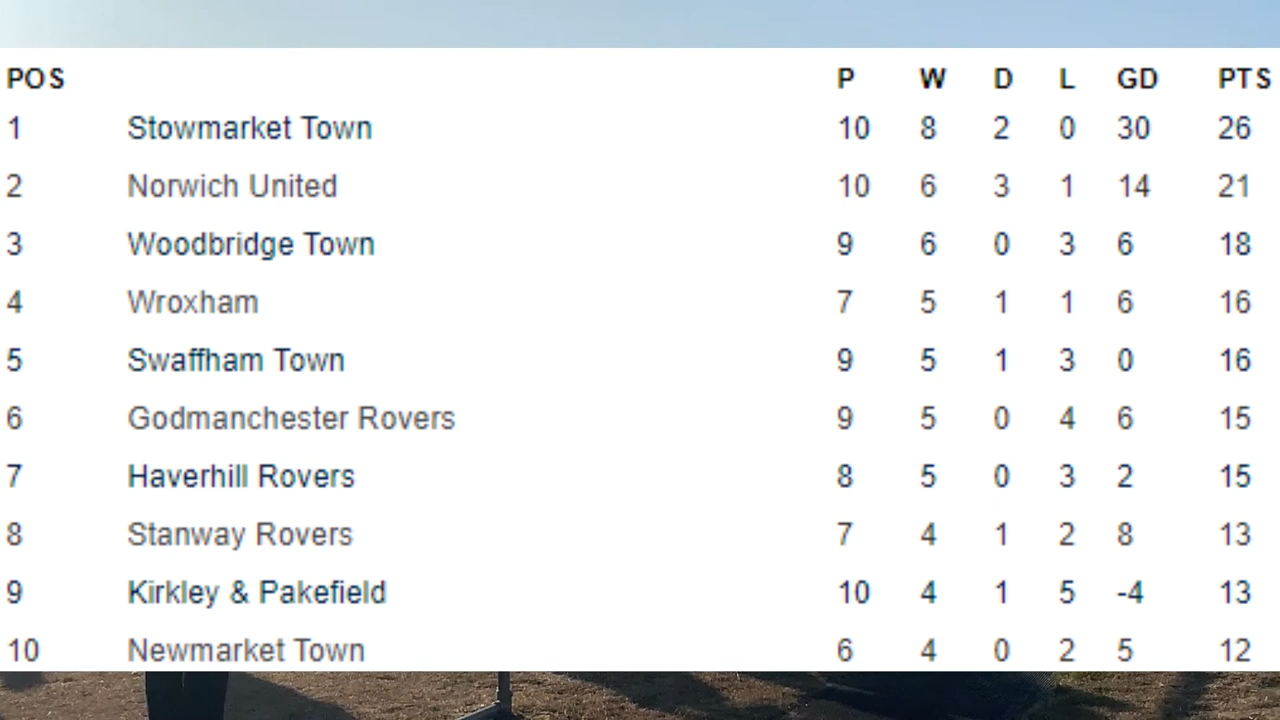 POS P W D L GD PTS
1 Stowmarket Town 10 8 2 0 30 26
2 Norwich United 10 6 3 1 14 21
3 Woodbridge Town 9 6 0 3 6 18
4 Wroxham 7 5 1 1 6 16
5 Swaffham Town 9 5 1 3 0 16
6 Godmanchester Rovers 9 5 0 4 6 15
7 Haverhill Rovers 8 5 0 3 2 15
8 Stanway Rovers 7 4 1 2 8 13
9 Kirkley & Pakefield 10 4 1 5 -4 13
10 Newmarket Town 6 4 0 2 5 12